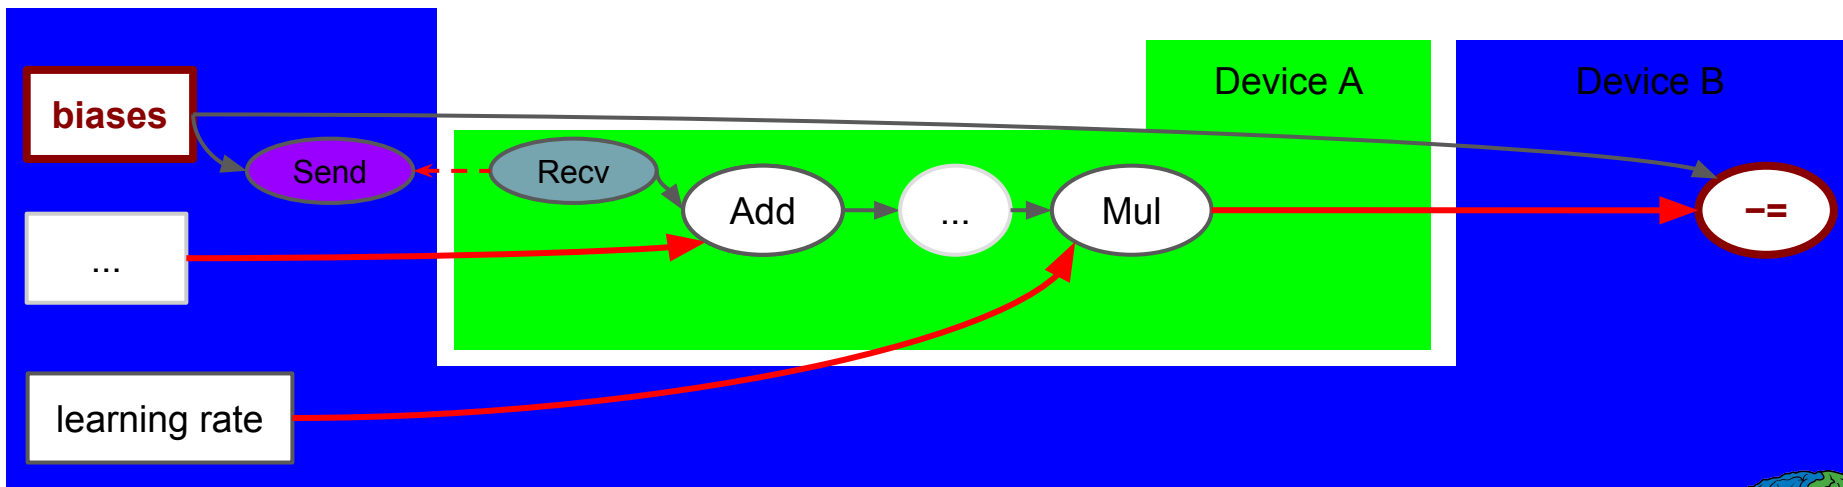 Device A
Device B
biases
Send
Recv
Add
...
Mul
−=
...
learning rate